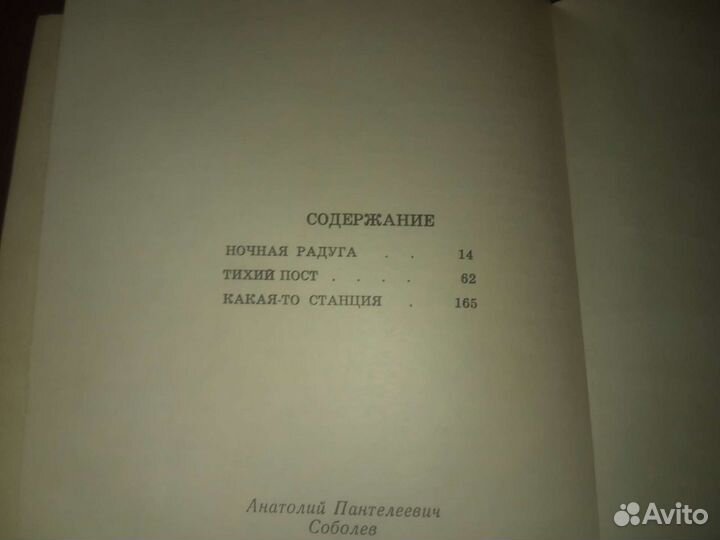 СОДЕРЖАНИЕ
НОЧНАЯ РАДУГА . . 14
ТИХИЙ ПОСТ . . . . 62
КАКАЯ-ТО СТАНЦИЯ . 165
Анатолий Пантелеевич
Соболев
Avito